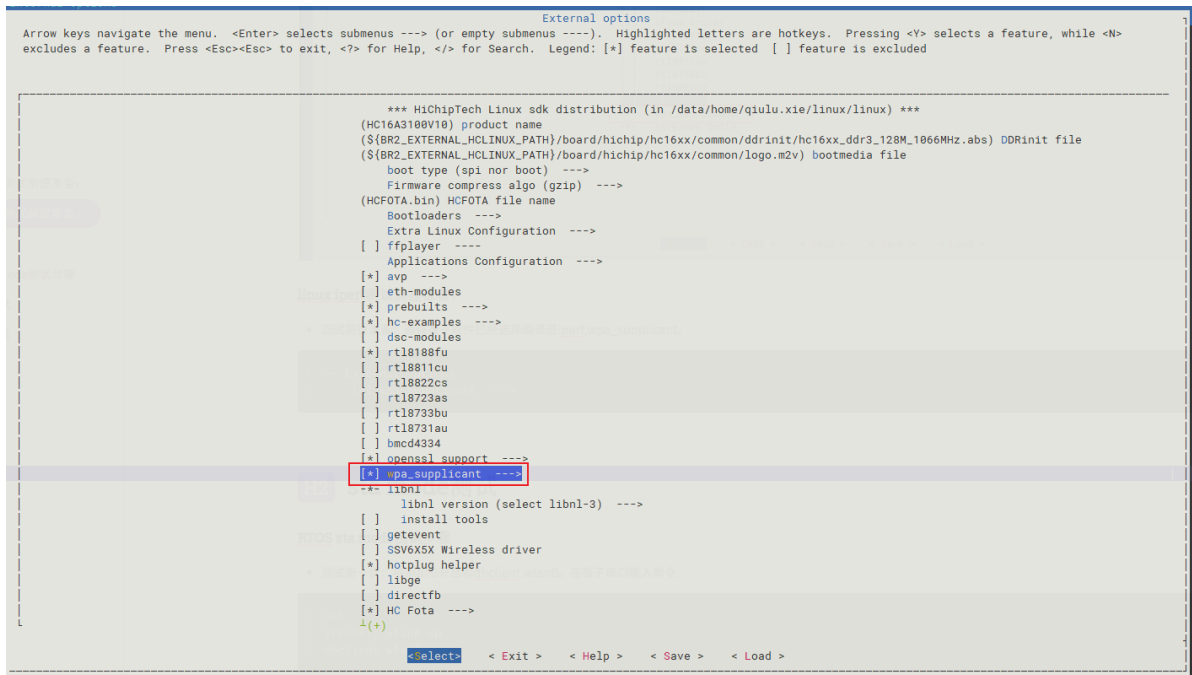 External options
Arrow keys navigate the menu.  <Enter> selects submenus ---> (or empty submenus ----).  Highlighted letters are hotkeys.  Pressing <Y> selects a feature, while <N>
excludes a feature.  Press <Esc><Esc> to exit, <?> for Help, </> for Search.  Legend: [*] feature is selected  [ ] feature is excluded
*** HiChipTech Linux sdk distribution (in /data/home/qiulu.xie/linux/linux) ***
(HC16A3100V10) product name
(${BR2_EXTERNAL_HCLINUX_PATH}/board/hichip/hc16xx/common/ddrinit/hc16xx_ddr3_128M_1066MHz.abs) DDRinit file
(${BR2_EXTERNAL_HCLINUX_PATH}/board/hichip/hc16xx/common/logo.m2v) bootmedia file
boot type (spi nor boot)  --->
Firmware compress algo (gzip)  --->
(HCFOTA.bin) HCFOTA file name
Bootloaders  --->
Extra Linux Configuration  --->
[ ] ffplayer  ----
Applications Configuration  --->
[*] avp  --->
[ ] eth-modules
[*] prebuilts  --->
[*] hc-examples  --->
[ ] dsc-modules
[*] rtl8188fu
[ ] rtl8811cu
[ ] rtl8822cs
[ ] rtl8723as
[ ] rtl8733bu
[ ] rtl8731au
[ ] bmcd4334
[*] openssl support  --->
[*] wpa_supplicant  --->
-*- libnl
libnl version (select libnl-3)  --->
[ ]   install tools
[ ] getevent
[ ] SSV6X5X Wireless driver
[*] hotplug helper
[ ] libge
[ ] directfb
[*] HC Fota  --->
┴(+)
<Select>    < Exit >    < Help >    < Save >    < Load >